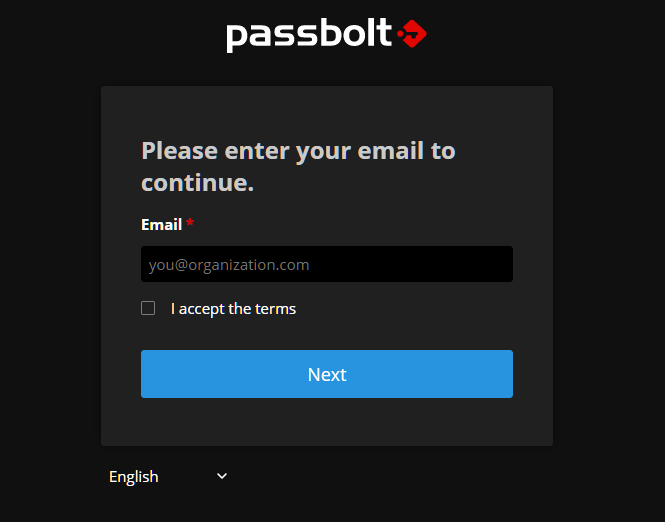 passbolt
Please enter your email to
continue.
Email *
you@organization.com
I accept the terms
Next
English